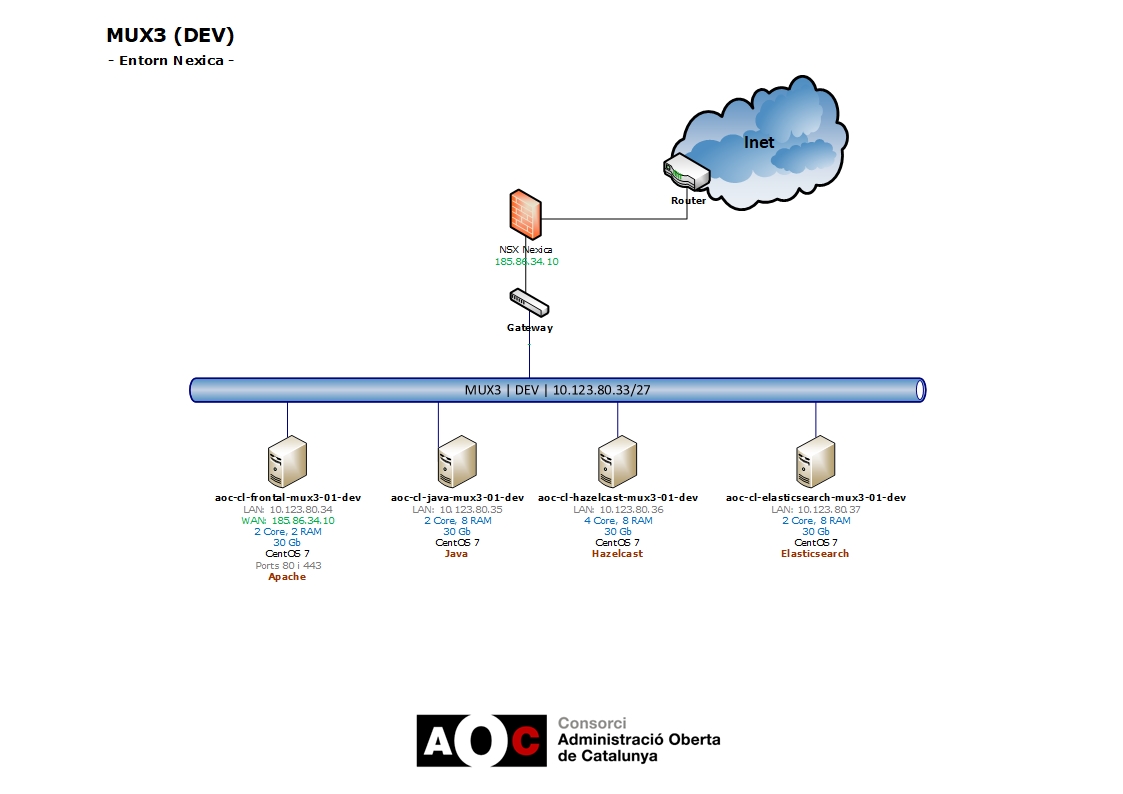 MUX3 (DEV)
- Entorn Nexica -
Inet
Router
NSX Nexica
185.86.34.10
Gateway
MUX3 | DEV | 10.123.80.33/27
aoc-cl-frontal-mux3-01-dev
LAN: 10.123.80.34
WAN: 185.86.34.10
2 Core, 2 RAM
30 Gb
CentOS 7
Ports 80 i 443
Apache
aoc-cl-java-mux3-01-dev
LAN: 10.123.80.35
2 Core, 8 RAM
30 Gb
CentOS 7
Java
aoc-cl-hazelcast-mux3-01-dev
LAN: 10.123.80.36
4 Core, 8 RAM
30 Gb
CentOS 7
Hazelcast
aoc-cl-elasticsearch-mux3-01-dev
LAN: 10.123.80.37
2 Core, 8 RAM
30 Gb
CentOS 7
Elasticsearch
AOC
Consorci
Administració Oberta
de Catalunya